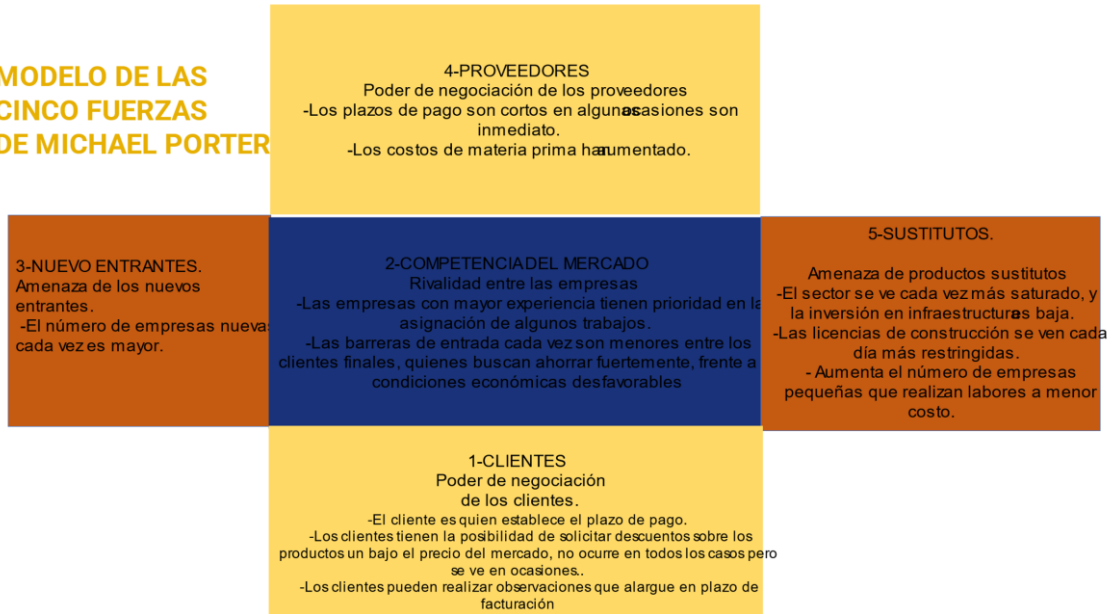 MODELO DE LAS
CINCO FUERZAS
DE MICHAEL PORTER
4-PROVEEDORES
Poder de negociación de los proveedores
-Los plazos de pago son cortos en algunas ocasiones son
inmediato.
-Los costos de materia prima han aumentado.
3-NUEVO ENTRANTES.
Amenaza de los nuevos
entrantes.
-El número de empresas nuevas
cada vez es mayor.
2-COMPETENCIA DEL MERCADO
Rivalidad entre las empresas
-Las empresas con mayor experiencia tienen prioridad en la
asignación de algunos trabajos.
-Las barreras de entrada cada vez son menores entre los
clientes finales, quienes buscan ahorrar fuertemente, frente a
condiciones económicas desfavorables
5-SUSTITUTOS.
Amenaza de productos sustitutos
-El sector se ve cada vez más saturado, y
la inversión en infraestructura es baja.
-Las licencias de construcción se ven cada
día más restringidas.
- Aumenta el número de empresas
pequeñas que realizan labores a menor
costo.
1-CLIENTES
Poder de negociación
de los clientes.
-El cliente es quien establece el plazo de pago.
-Los clientes tienen la posibilidad de solicitar descuentos sobre los
productos un bajo el precio del mercado, no ocurre en todos los casos pero
se ve en ocasiones..
-Los clientes pueden realizar observaciones que alargue en plazo de
facturación